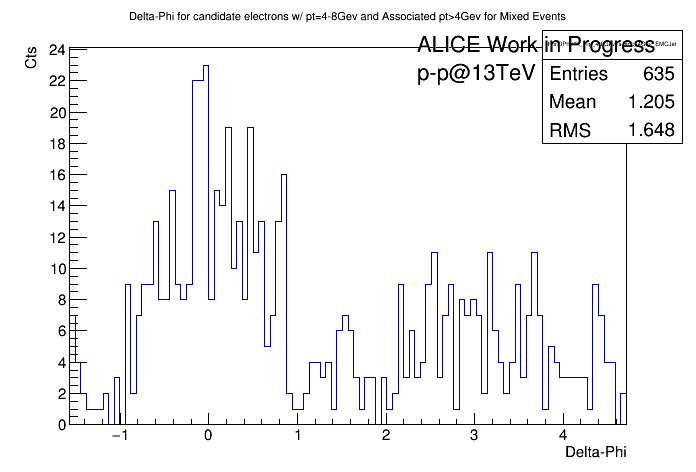 Delta-Phi for candidate electrons w/ pt=4-8Gev and Associated pt>4Gev for Mixed Events
Cts
ALICE Work in Progress
p-p@13TeV
Entries 635
Mean 1.205
RMS 1.648
24
22
20
18
16
14
12
10
8
6
4
2
0
−1 0 1 2 3 4
Delta-Phi